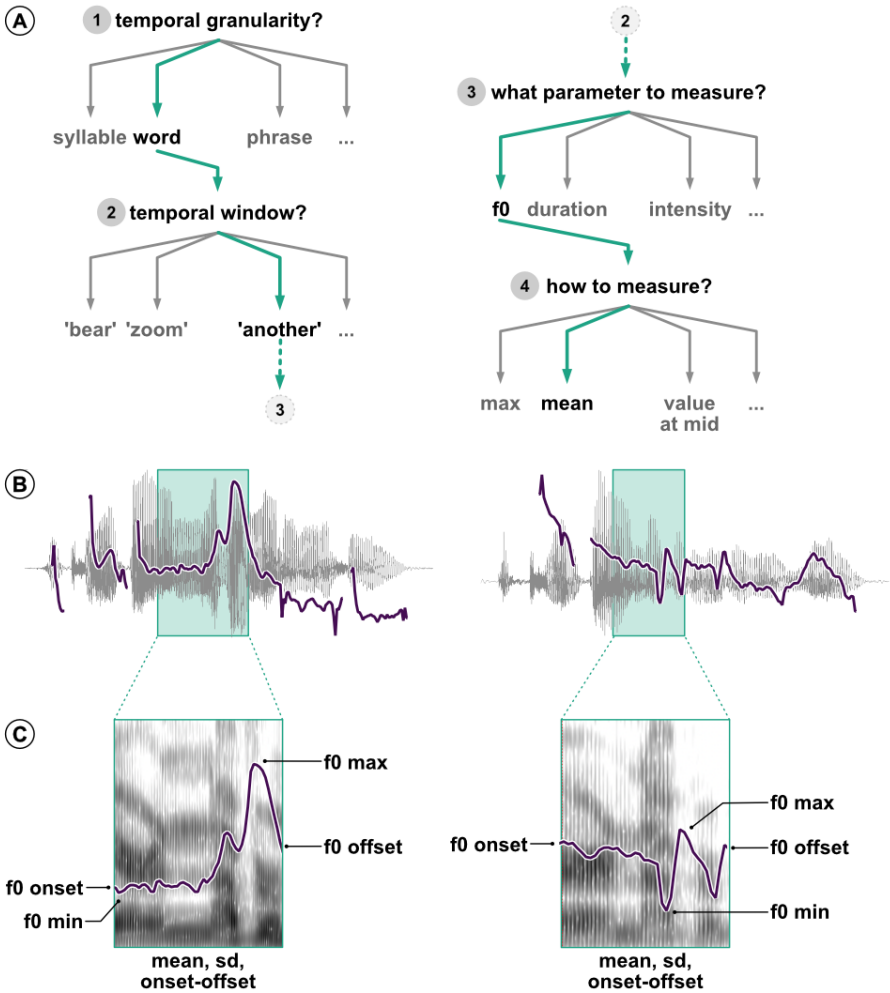 A
1 temporal granularity?
syllable word phrase ...
2 temporal window?
'bear' 'zoom' 'another' ...
3
2
3 what parameter to measure?
f0 duration intensity ...
4 how to measure?
max mean value ...
at mid
B
C
f0 max
f0 offset
f0 onset
f0 min
mean, sd,
onset-offset
f0 max
f0 onset
f0 offset
f0 min
mean, sd,
onset-offset